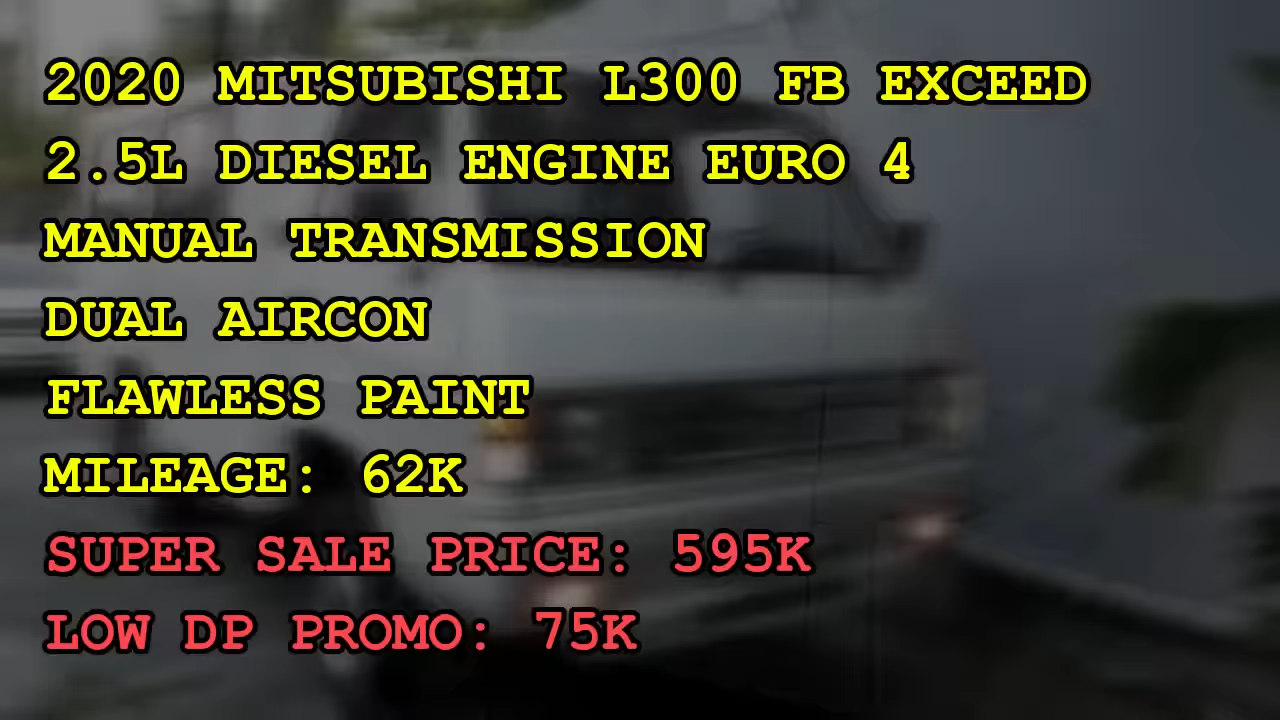 2020 MITSUBISHI L300 FB EXCEED
2.5L DIESEL ENGINE EURO 4
MANUAL TRANSMISSION
DUAL AIRCON
FLAWLESS PAINT
MILEAGE: 62K
SUPER SALE PRICE: 595K
LOW DP PROMO: 75K